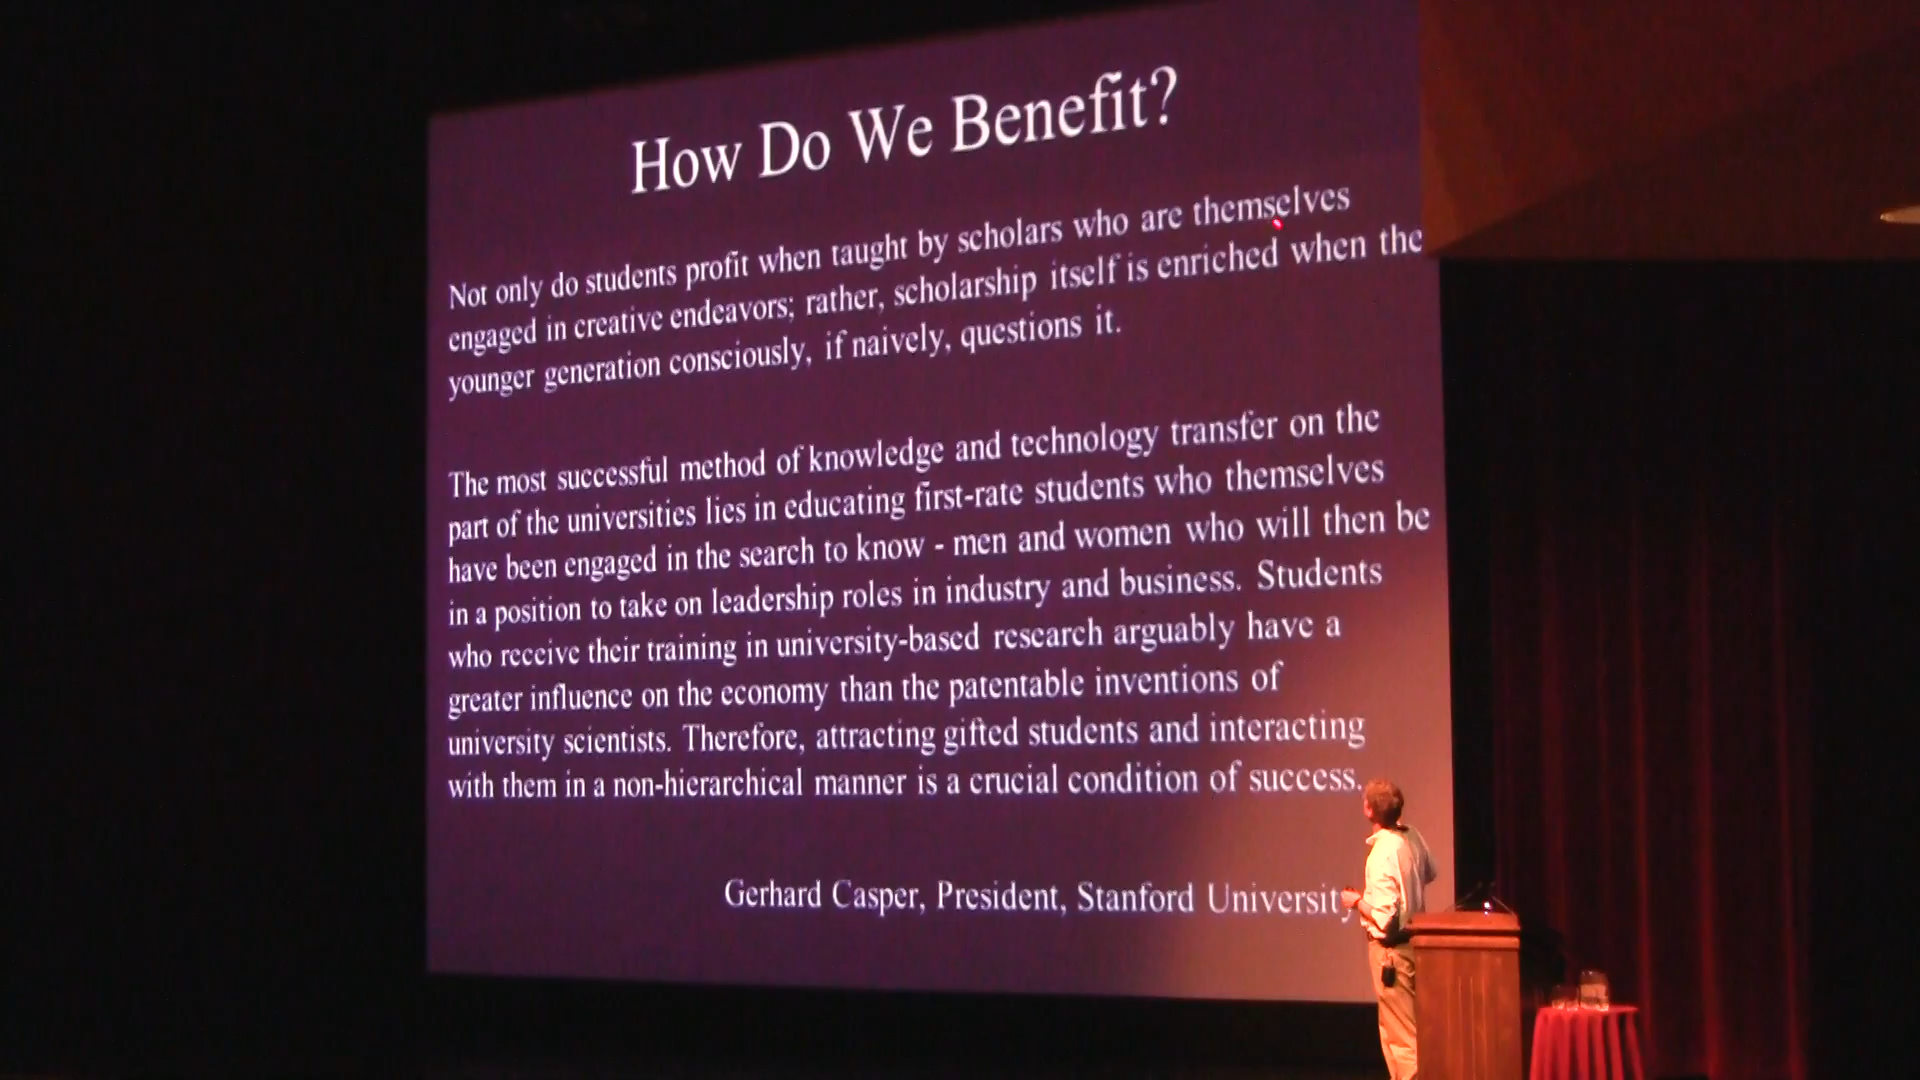 How Do We Benefit?
Not only do students profit when taught by scholars who are themselves
engaged in creative endeavors; rather, scholarship itself is enriched when the
younger generation consciously, if naively, questions it.
The most successful method of knowledge and technology transfer on the
part of the universities lies in educating first-rate students who themselves
have been engaged in the search to know - men and women who will then be
in a position to take on leadership roles in industry and business. Students
who receive their training in university-based research arguably have a
greater influence on the economy than the patentable inventions of
university scientists. Therefore, attracting gifted students and interacting
with them in a non-hierarchical manner is a crucial condition of success.
Gerhard Casper, President, Stanford University